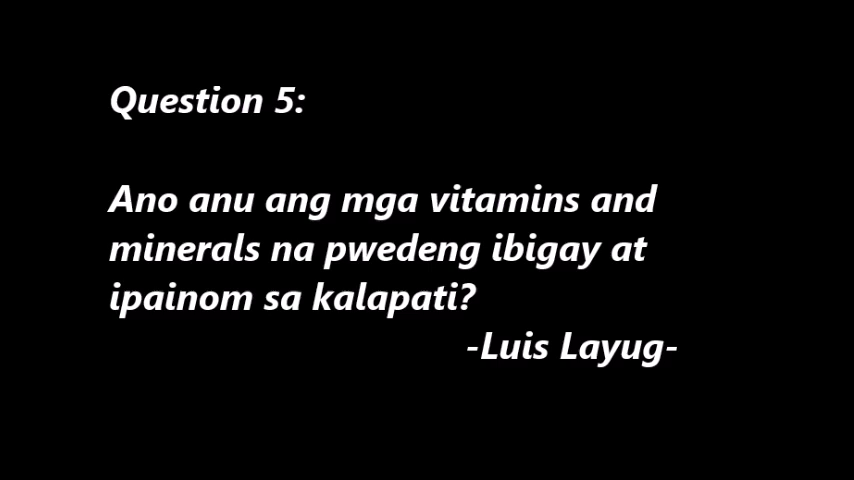 Question 5:
Ano anu ang mga vitamins and
minerals na pwedeng ibigay at
ipainom sa kalapati?
-Luis Layug-